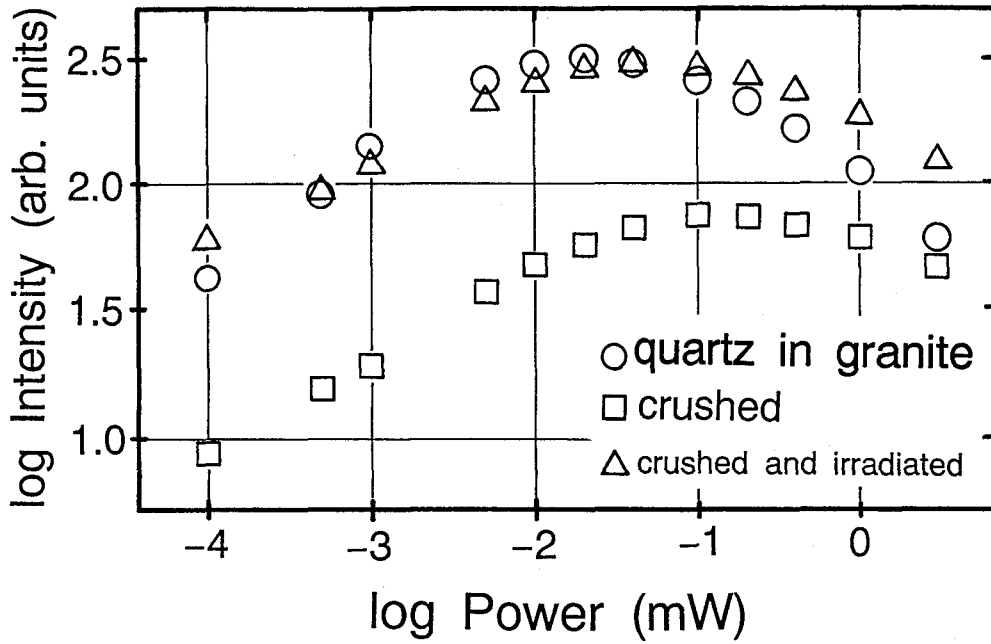 log Intensity (arb. units)
2.5
2.0
1.5
1.0
quartz in granite
crushed
crushed and irradiated
−4 −3 −2 −1 0
log Power (mW)